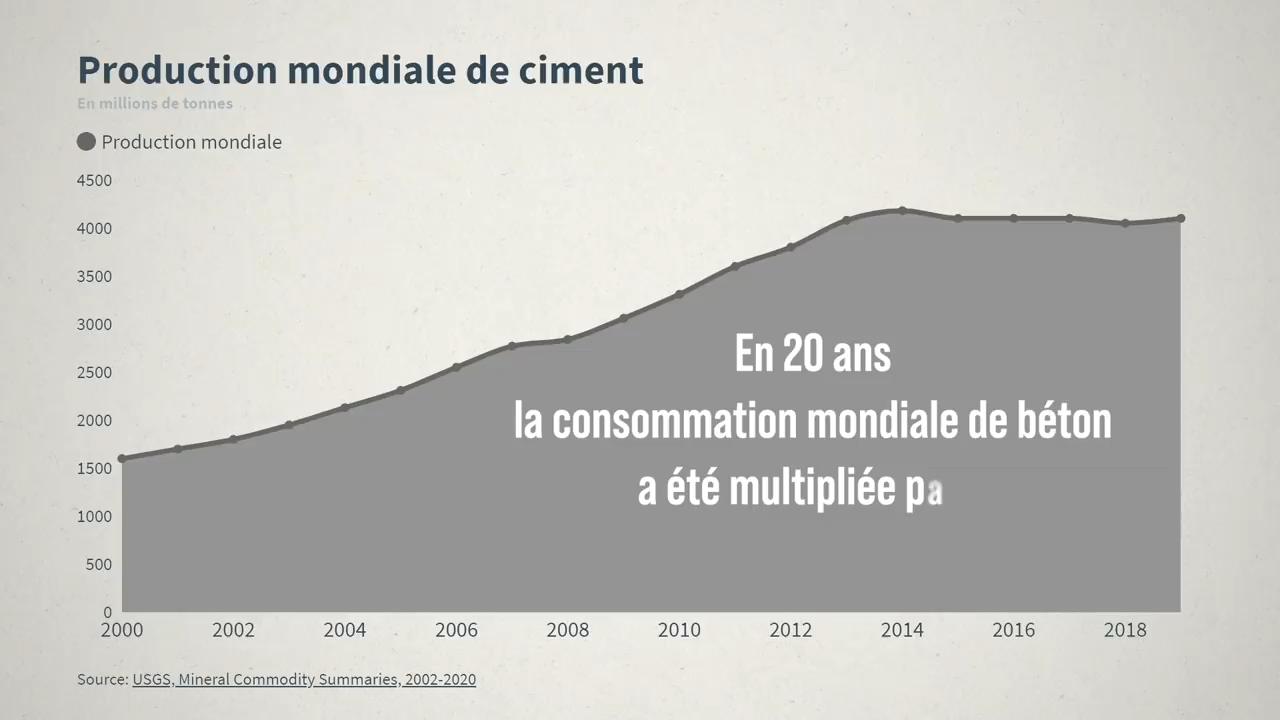 Production mondiale de ciment
En millions de tonnes
Production mondiale
4500
4000
3500
3000
2500
2000
1500
1000
500
0
En 20 ans
la consommation mondiale de béton
a été multipliée pa
2000 2002 2004 2006 2008 2010 2012 2014 2016 2018
Source: USGS, Mineral Commodity Summaries, 2002-2020